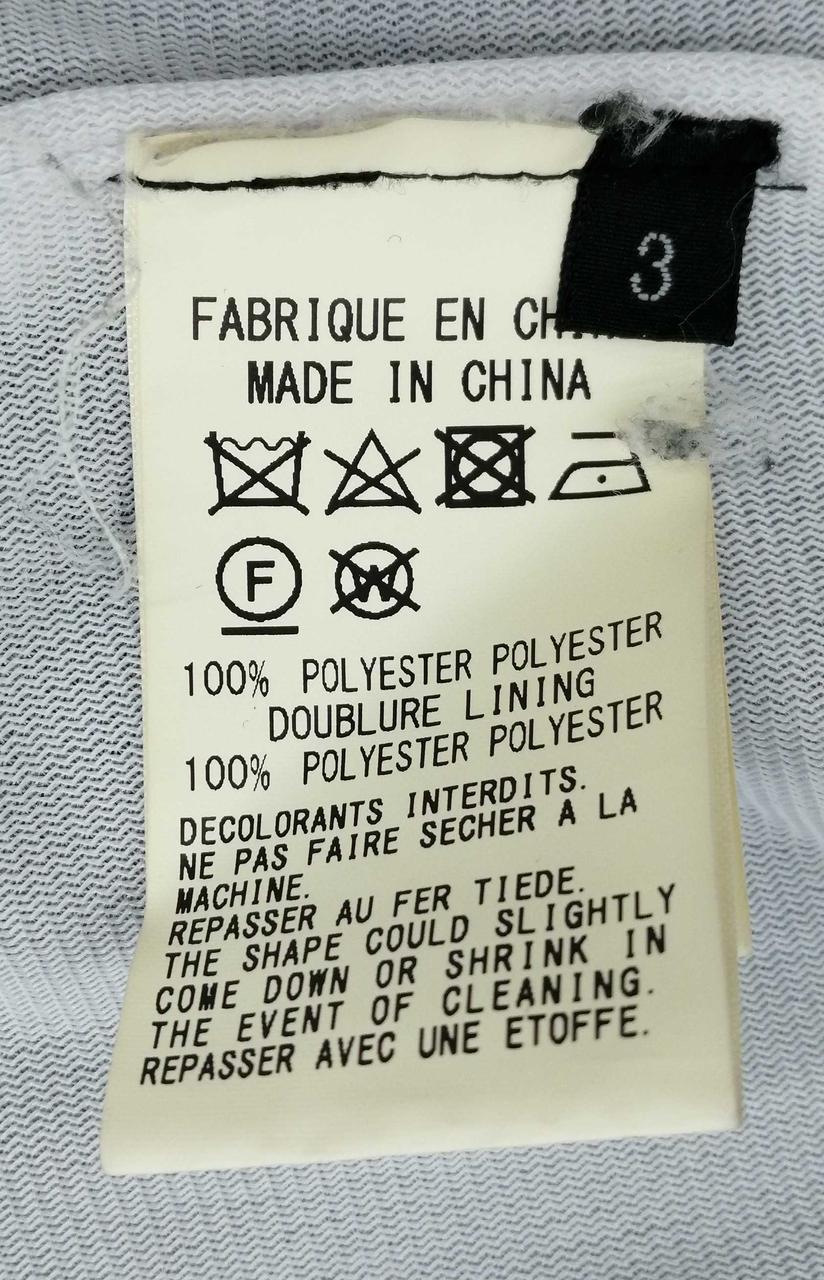 3
FABRIQUE EN
MADE IN CHINA
F
W
100% POLYESTER POLYESTER
DOUBLURE LINING
100% POLYESTER POLYESTER
DECOLORANTS INTERDITS.
NE PAS FAIRE SECHER A LA
MACHINE.
REPASSER AU FER TIEDE.
THE SHAPE COULD SLIGHTLY
COME DOWN OR SHRINK IN
THE EVENT OF CLEANING.
REPASSER AVEC UNE ETOFFE.